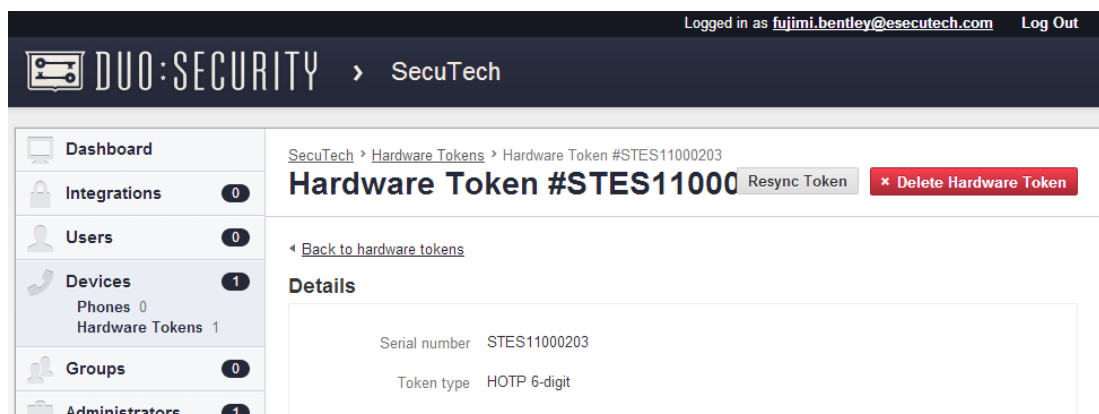 Logged in as fujimi.bentley@esecutech.com Log Out
DUO:SECURITY > SecuTech
Dashboard
Integrations 0
Users 0
Devices 1
Phones 0
Hardware Tokens 1
Groups 0
Administrators 1
SecuTech > Hardware Tokens > Hardware Token #STES11000203
Hardware Token #STES11000
Resync Token
× Delete Hardware Token
Back to hardware tokens
Details
Serial number STES11000203
Token type HOTP 6-digit